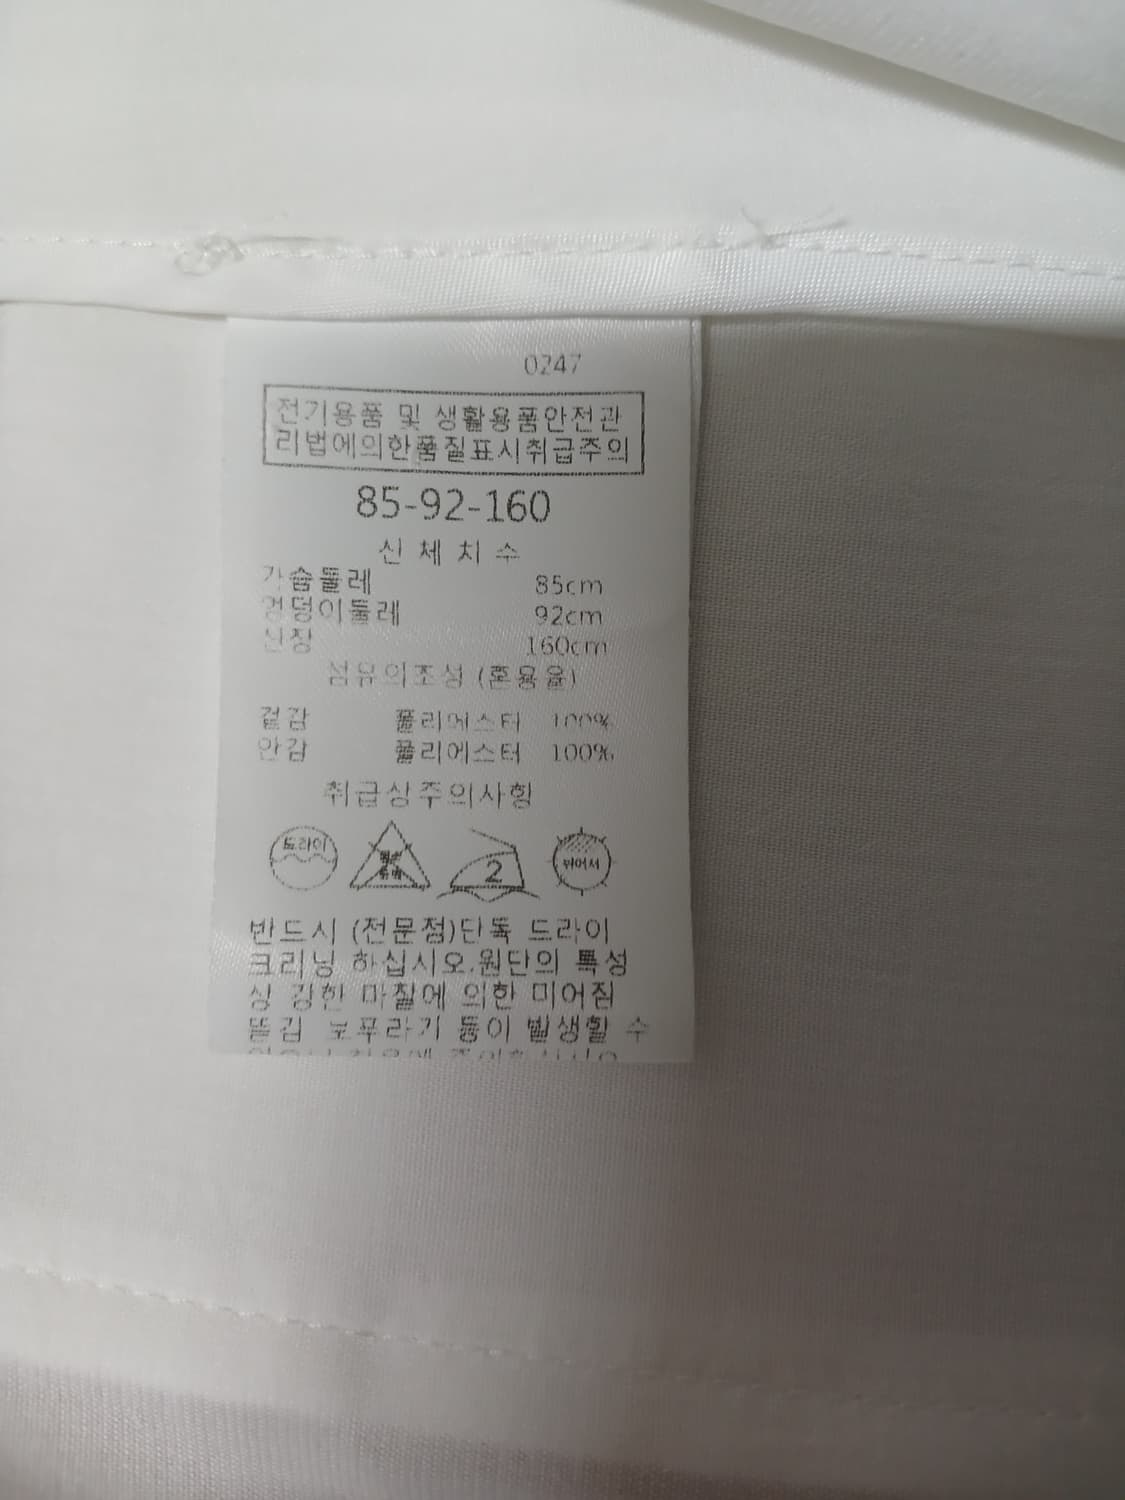 0247
전기용품 및 생활용품안전관
리법에의한품질표시취급주의
85-92-160
신체치수
가슴둘레 85cm
엉덩이둘레 92cm
신장 160cm
섬유의조성 (혼용율)
겉감 폴리에스터 100%
안감 폴리에스터 100%
취급상주의사항
드라이
2
뉘어서
반드시 (전문점)단독 드라이
크리닝 하십시오.원단의 특성
상 강한 마찰에 의한 미어짐
뜯김 보푸라기 등이 발생할 수